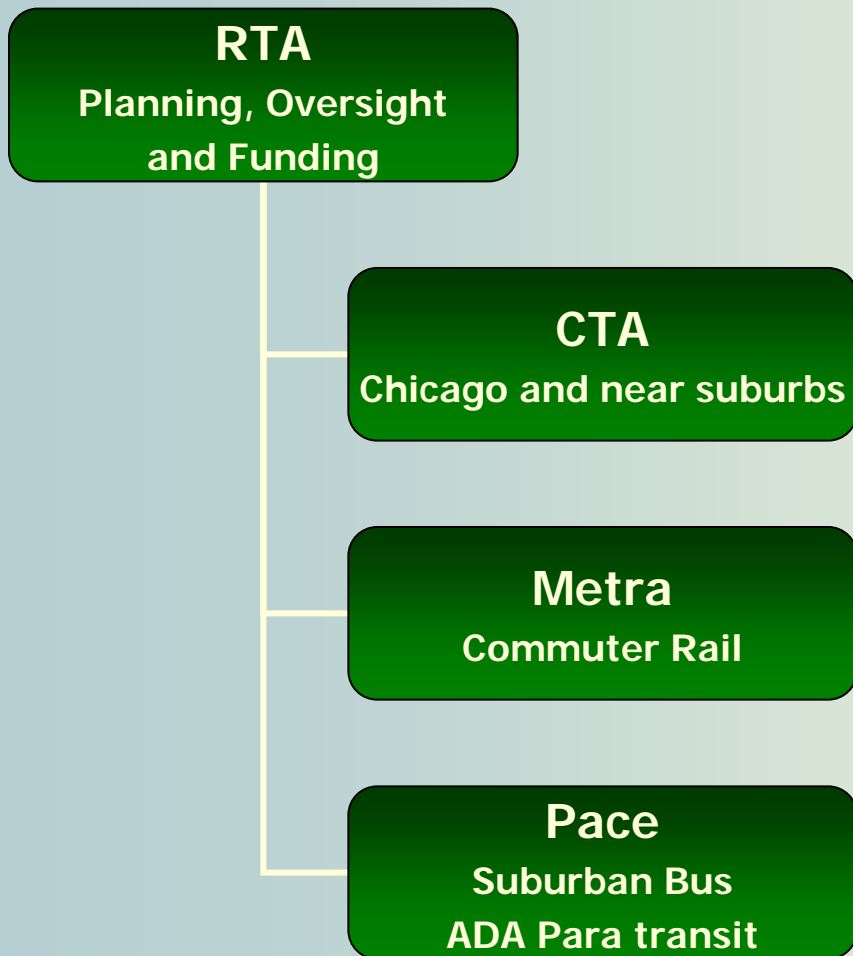 RTA
Planning, Oversight
and Funding
CTA
Chicago and near suburbs
Metra
Commuter Rail
Pace
Suburban Bus
ADA Para transit